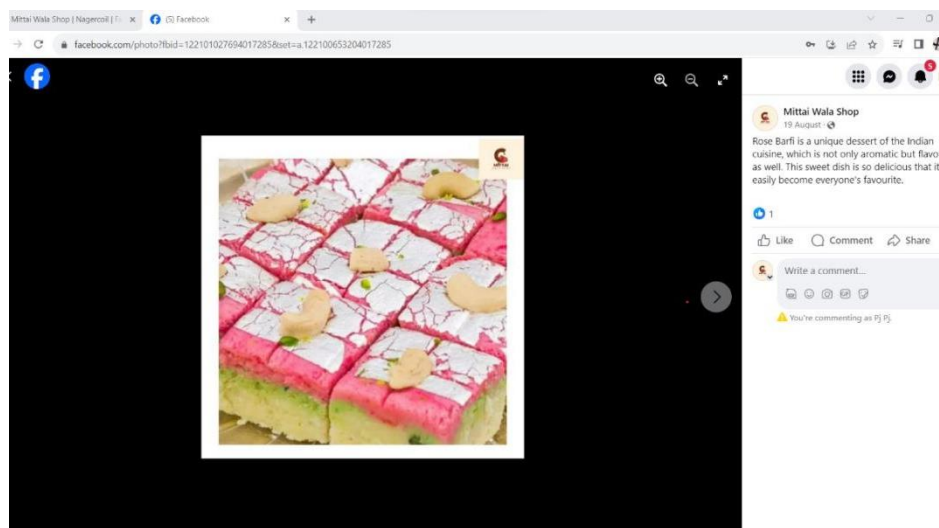 Mittai Wala Shop | Nagercoil | F
(5) Facebook
facebook.com/photo?fbid=122101027694017285&set=a.122100653204017285
5
MITTAI
Mittai Wala Shop
19 August
Rose Barfi is a unique dessert of the Indian
cuisine, which is not only aromatic but flavo
as well. This sweet dish is so delicious that it
easily become everyone's favourite.
1
Like Comment Share
Write a comment...
GIF
You're commenting as Pj Pj.